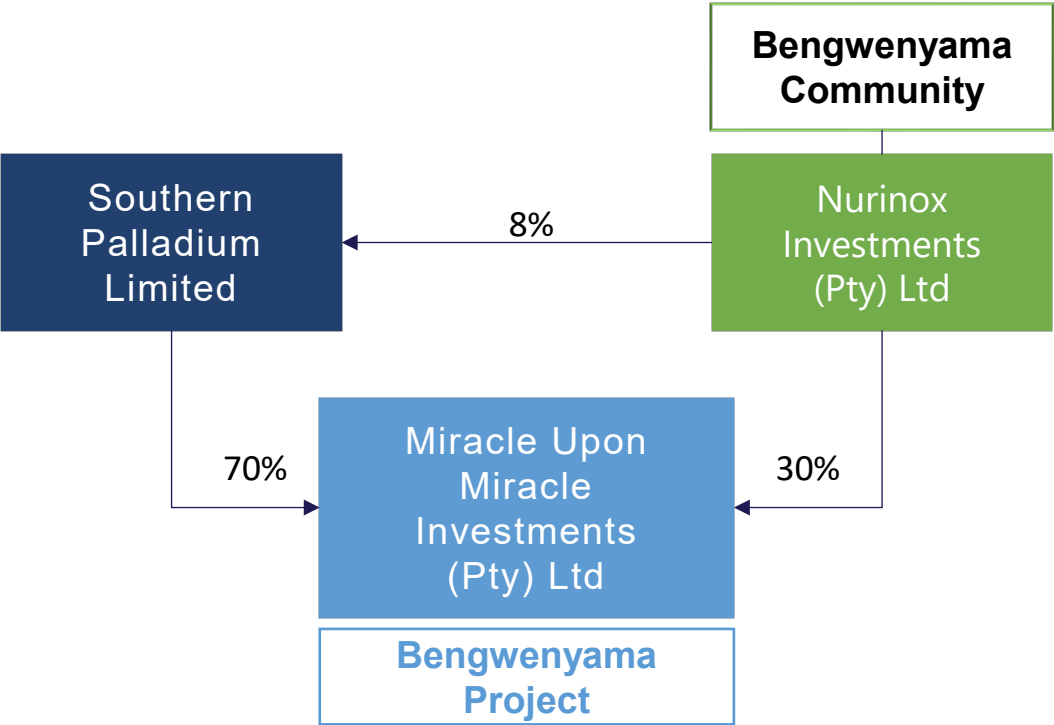 Bengwenyama
Community
Southern
Palladium
Limited
8%
Nurinox
Investments
(Pty) Ltd
70%
Miracle Upon
Miracle
Investments
(Pty) Ltd
30%
Bengwenyama
Project